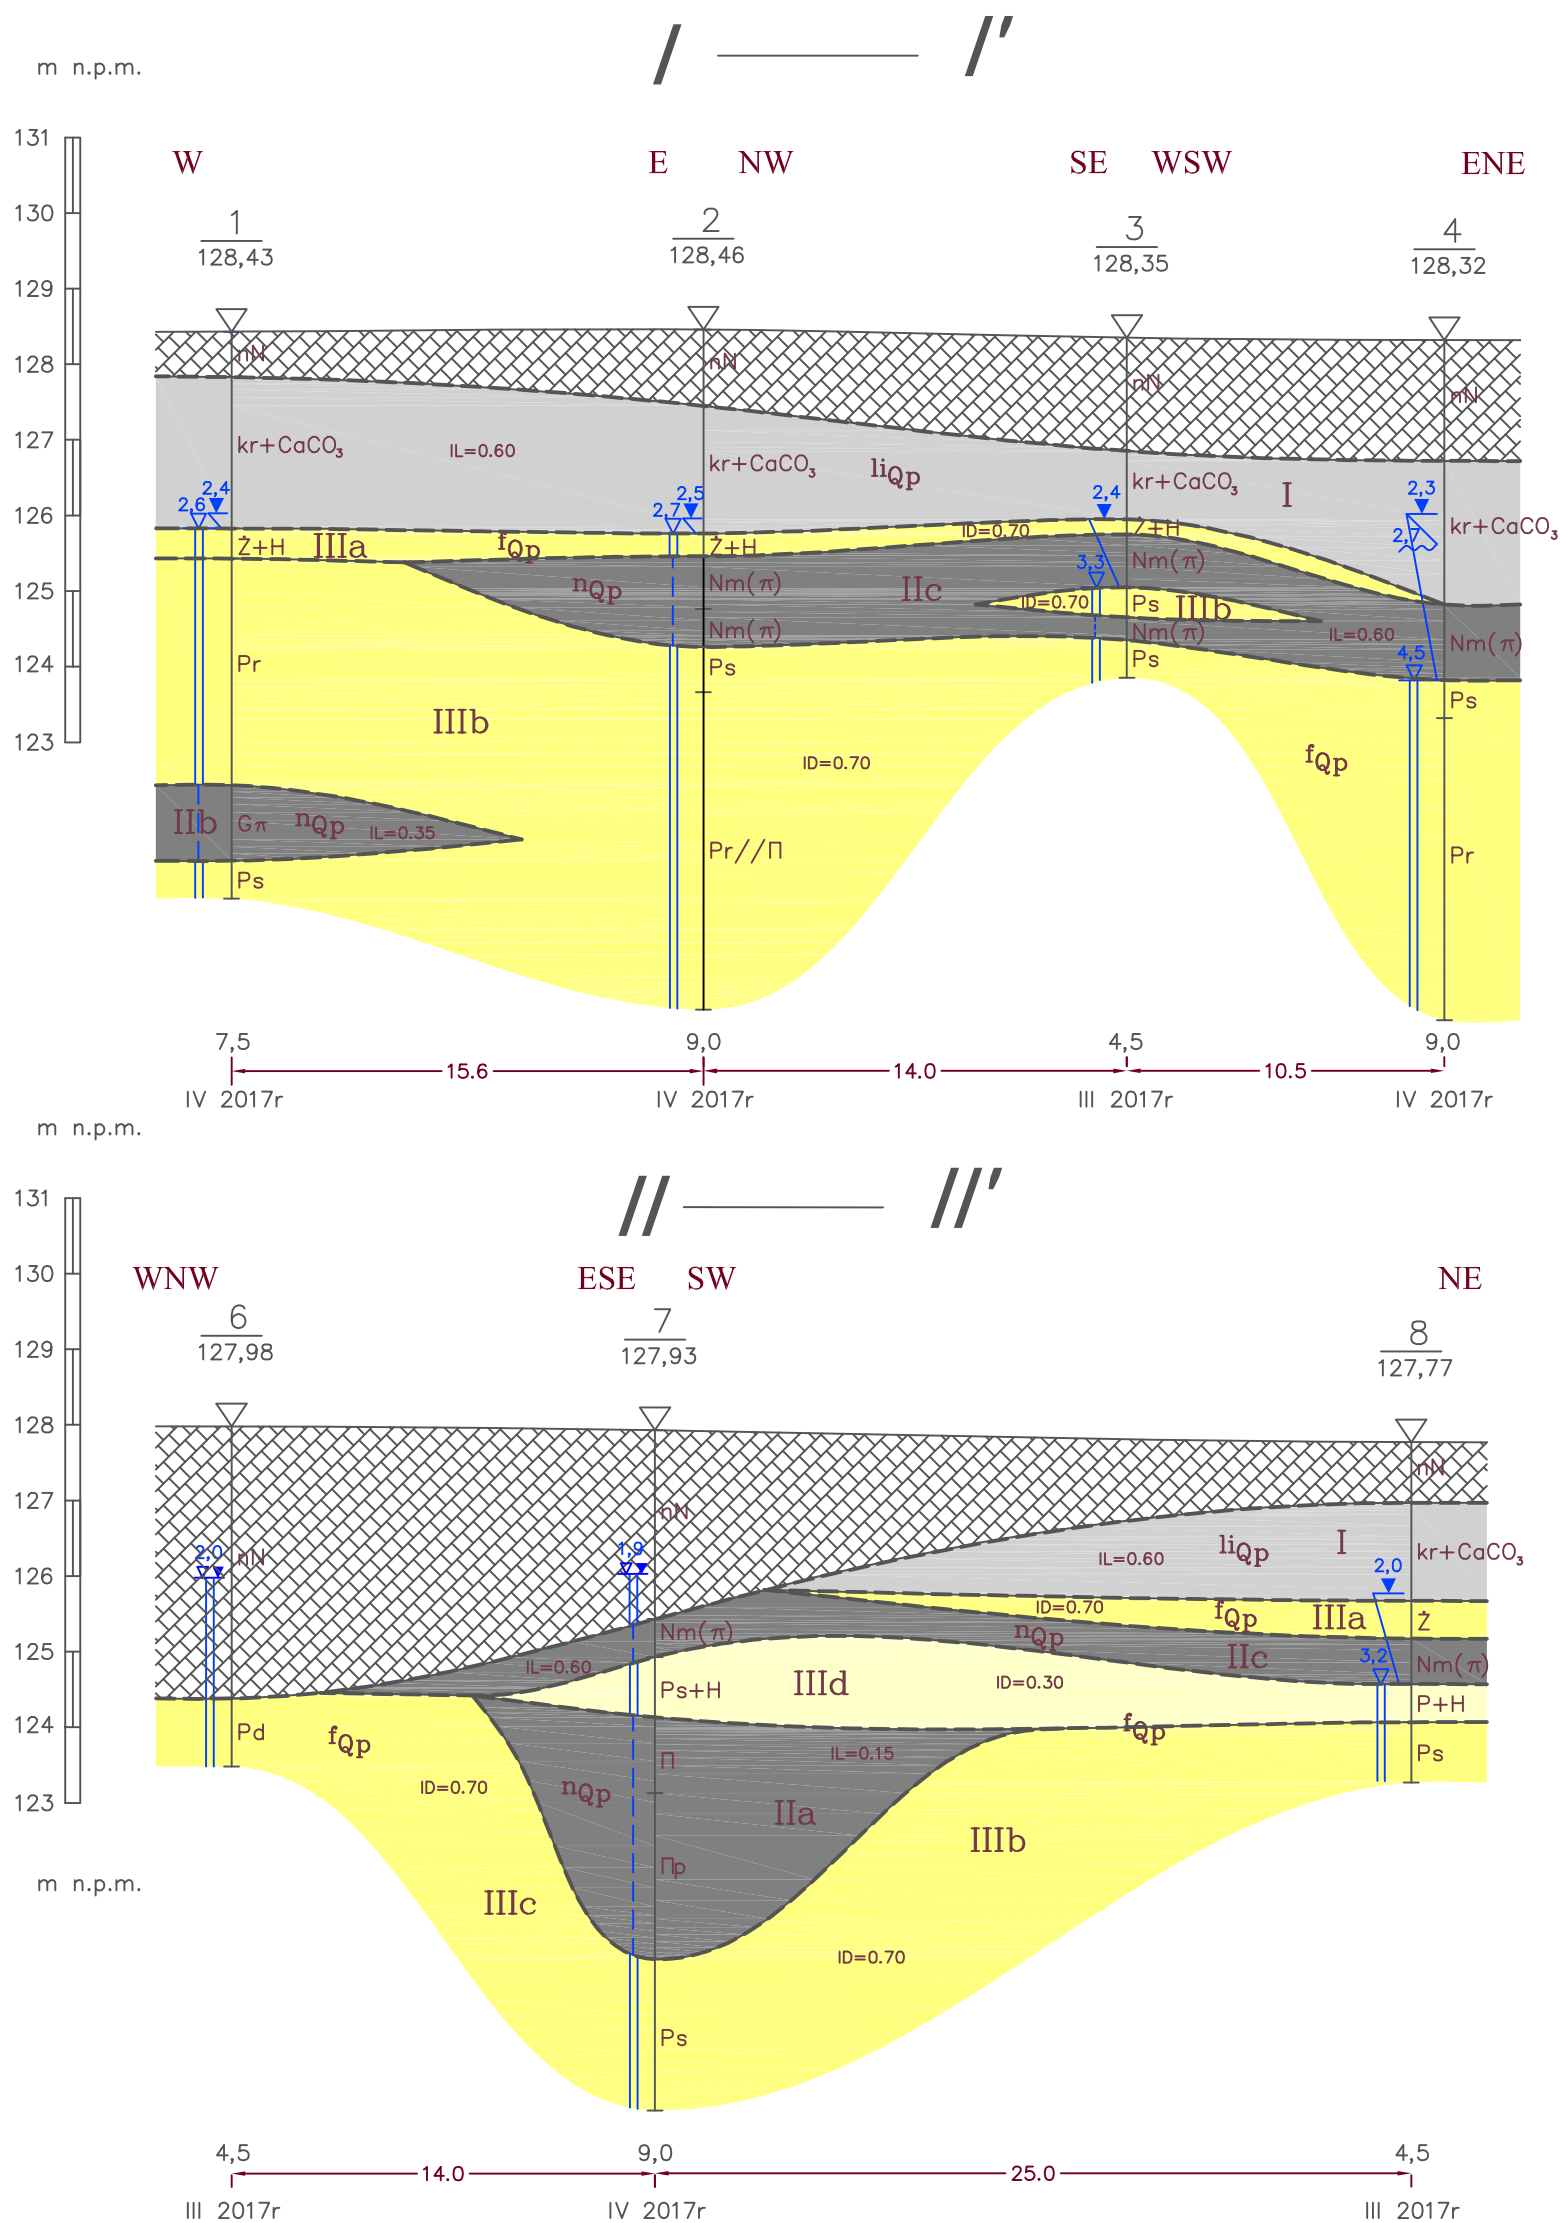 I — I'
m n.p.m.
131
W E NW SE WSW ENE
130
1 2 3 4
128,43 128,46 128,35 128,32
129
128
nN nN nN nN
127
kr+CaCO₃ IL=0.60 kr+CaCO₃ liQp kr+CaCO₃ I kr+CaCO₃
126
2,6 2,4 2,7 2,5 2,4 2,3 2,7
Ż+H IIIa fQp Ż+H ID=0.70 Ż+H
125
nQp Nm(π) IIc Nm(π)
3,3
ID=0.70 Ps IIIb
Nm(π) Nm(π) IL=0.60 Nm(π)
124
Pr Ps Ps 4,5
Ps
123
IIIb ID=0.70 fQp
IIb Gπ nQp IL=0.35
Pr//Π Pr
Ps
7,5 9,0 4,5 9,0
15.6 14.0 10.5
IV 2017r IV 2017r III 2017r IV 2017r
m n.p.m.
II — II'
131
130
WNW ESE SW NE
6 7 8
127,98 127,93 127,77
129
128
nN
127
nN
2,0 nN 1,9 IL=0.60 liQp I kr+CaCO₃
126
2,0
ID=0.70 fQp IIIa Ż
125
Nm(π) nQp IIc Nm(π)
IL=0.60 3,2
Ps+H IIId ID=0.30 P+H
124
Pd fQp fQp
Π IL=0.15 Ps
ID=0.70 nQp
123
IIa
IIIb
Πp
m n.p.m.
IIIc
ID=0.70
Ps
4,5 9,0 4,5
14.0 25.0
III 2017r IV 2017r III 2017r